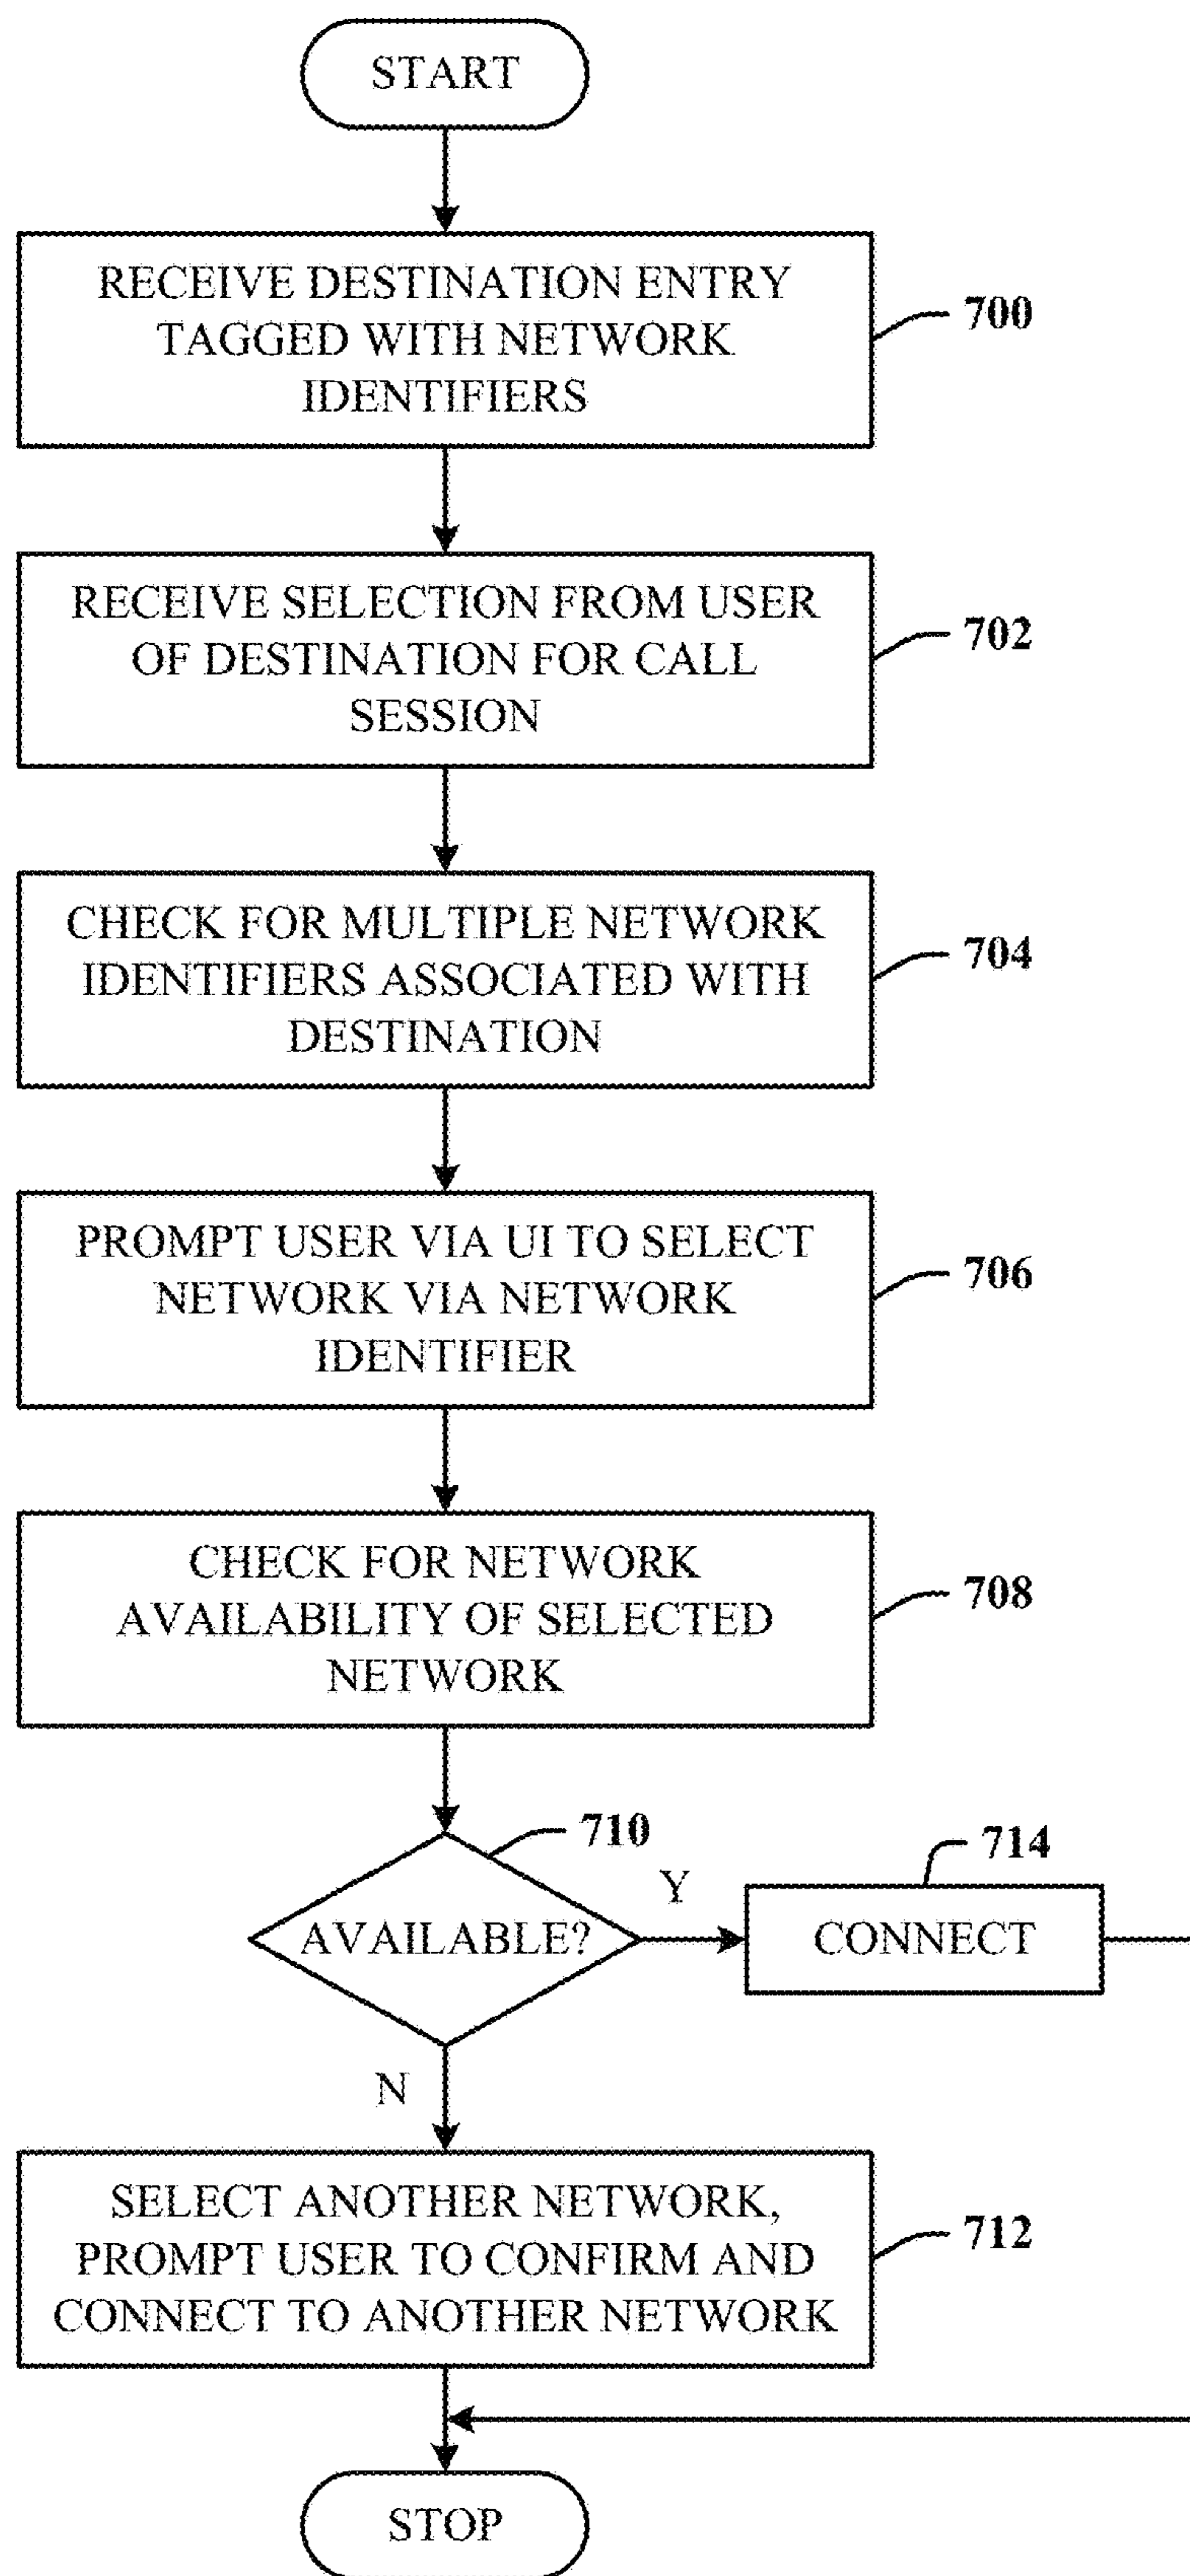 START
RECEIVE DESTINATION ENTRY
TAGGED WITH NETWORK
IDENTIFIERS
700
RECEIVE SELECTION FROM USER
OF DESTINATION FOR CALL
SESSION
702
CHECK FOR MULTIPLE NETWORK
IDENTIFIERS ASSOCIATED WITH
DESTINATION
704
PROMPT USER VIA UI TO SELECT
NETWORK VIA NETWORK
IDENTIFIER
706
CHECK FOR NETWORK
AVAILABILITY OF SELECTED
NETWORK
708
710
AVAILABLE?
Y
714
CONNECT
N
SELECT ANOTHER NETWORK,
PROMPT USER TO CONFIRM AND
CONNECT TO ANOTHER NETWORK
712
STOP